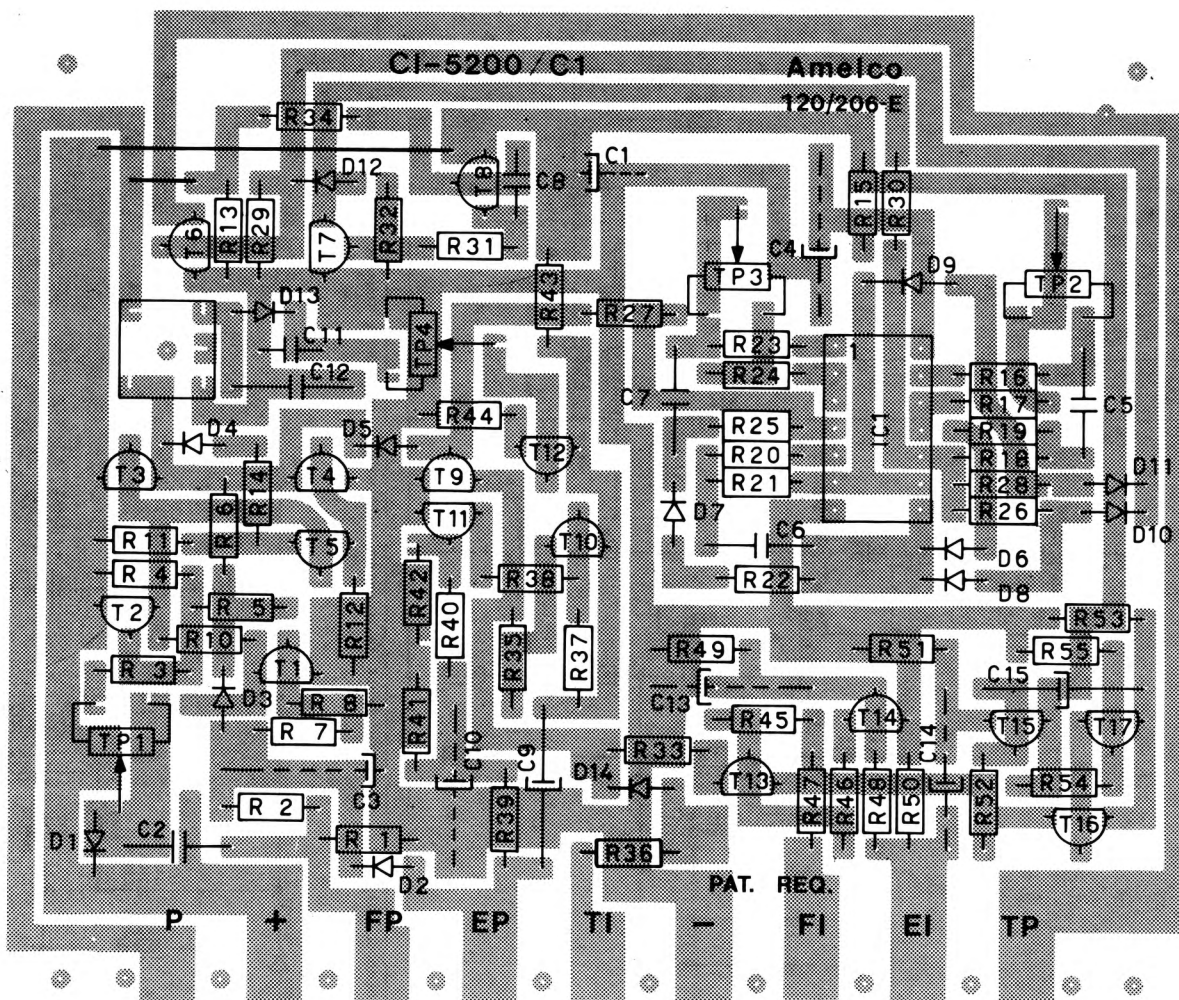 CI-5200/C1 Amelco
120/206-E
R34
D12
T8
C8
C1
R15
R30
T6
R13
R29
T7
R32
R31
C4
R43
TP3
D9
TP2
D13
R27
C11
TP4
R23
1
C12
R24
R16
C7
R17
C5
R44
D4
D5
R25
R19
IC1
T12
R20
R18
T3
R14
T4
T9
R21
R28
D11
R6
D7
R26
T11
D10
R11
T5
T10
C6
D6
R4
R38
R22
D8
R42
T2
R5
R12
R40
R53
R10
R35
R37
R49
R51
R55
R3
T1
C15
D3
R8
C13
R41
R45
T14
T15
T17
R7
C10
C9
C14
TP1
R33
D14
T13
R47
R46
R48
R50
R52
R54
C3
R2
R39
T16
D1
C2
R1
R36
D2
PAT. REQ.
P + FP EP TI - FI EI TP